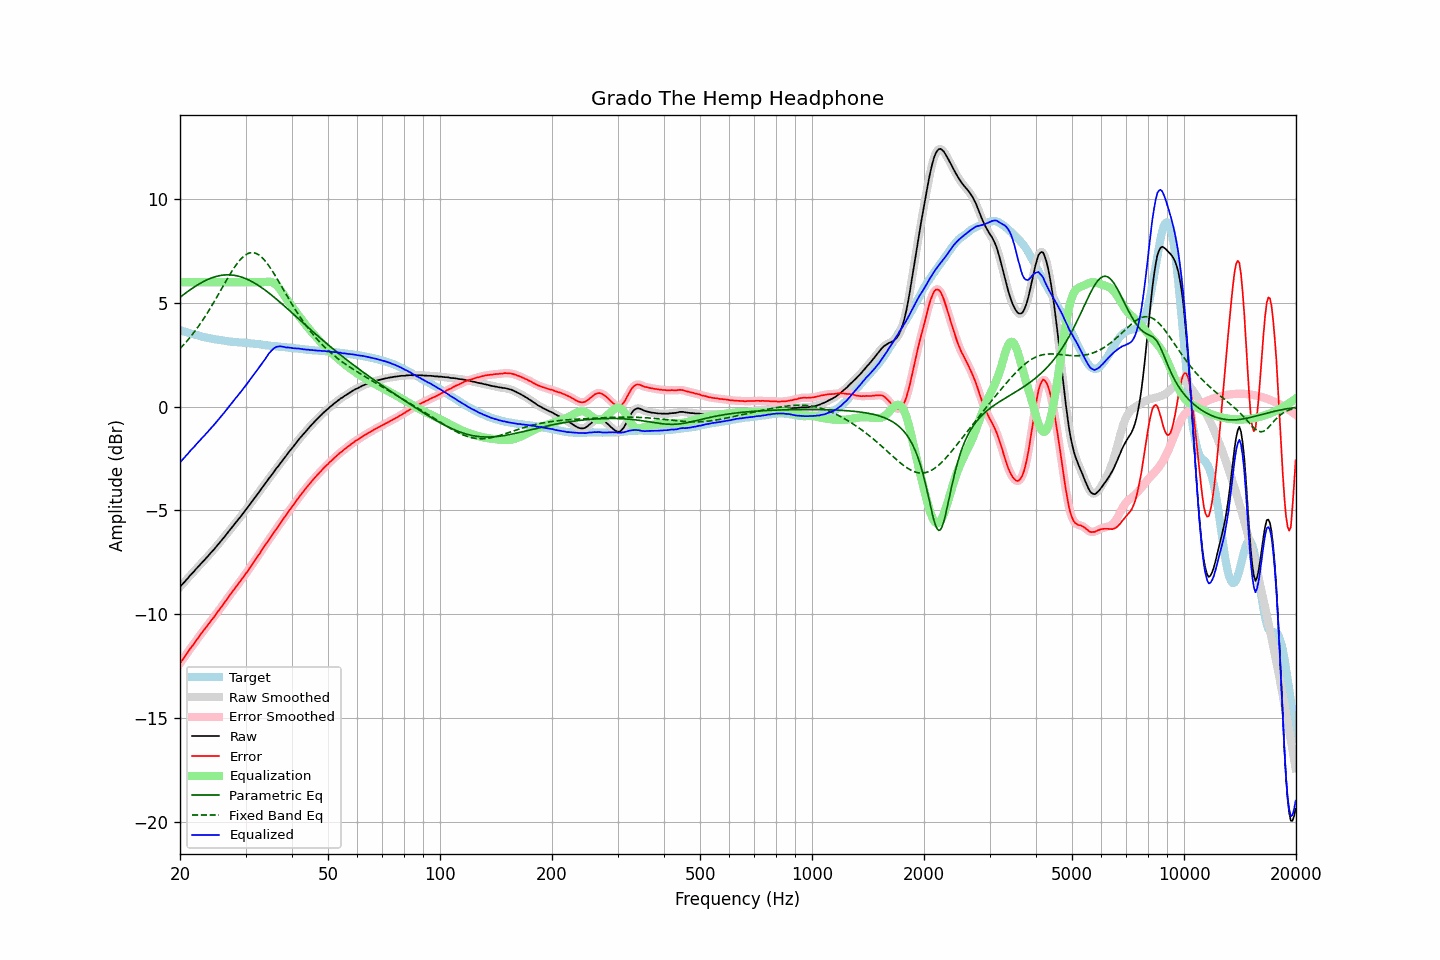 Grado The Hemp Headphone
Amplitude (dBr)
10
5
0
−5
−10
−15
−20
Target
Raw Smoothed
Error Smoothed
Raw
Error
Equalization
Parametric Eq
Fixed Band Eq
Equalized
20 50 100 200 500 1000 2000 5000 10000 20000
Frequency (Hz)